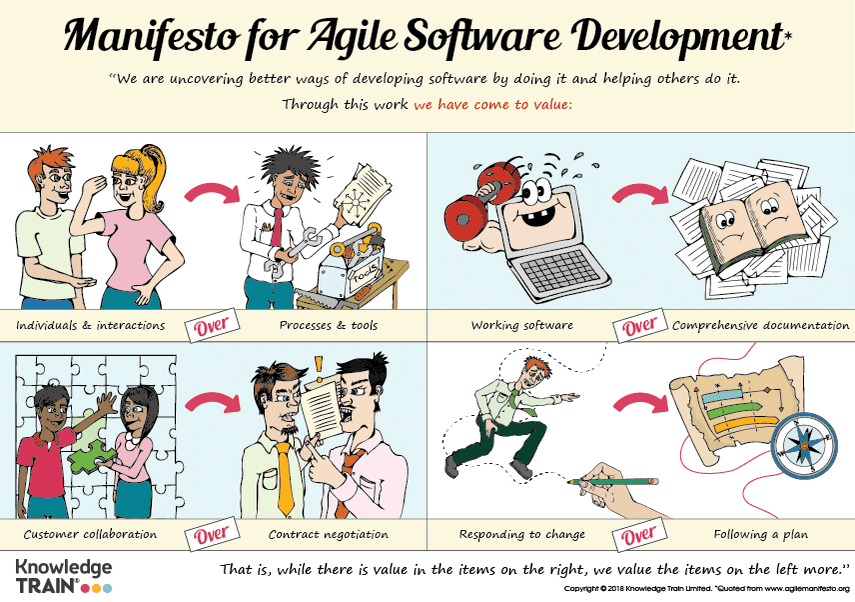 Manifesto for Agile Software Development*
“We are uncovering better ways of developing software by doing it and helping others do it.
Through this work we have come to value:
TOOLS
Individuals & interactions Over Processes & tools
Working software Over Comprehensive documentation
!
N
E
S
W
Customer collaboration Over Contract negotiation
Responding to change Over Following a plan
Knowledge
TRAIN®
That is, while there is value in the items on the right, we value the items on the left more.”
Copyright © 2018 Knowledge Train Limited. *Quoted from www.agilemanifesto.org